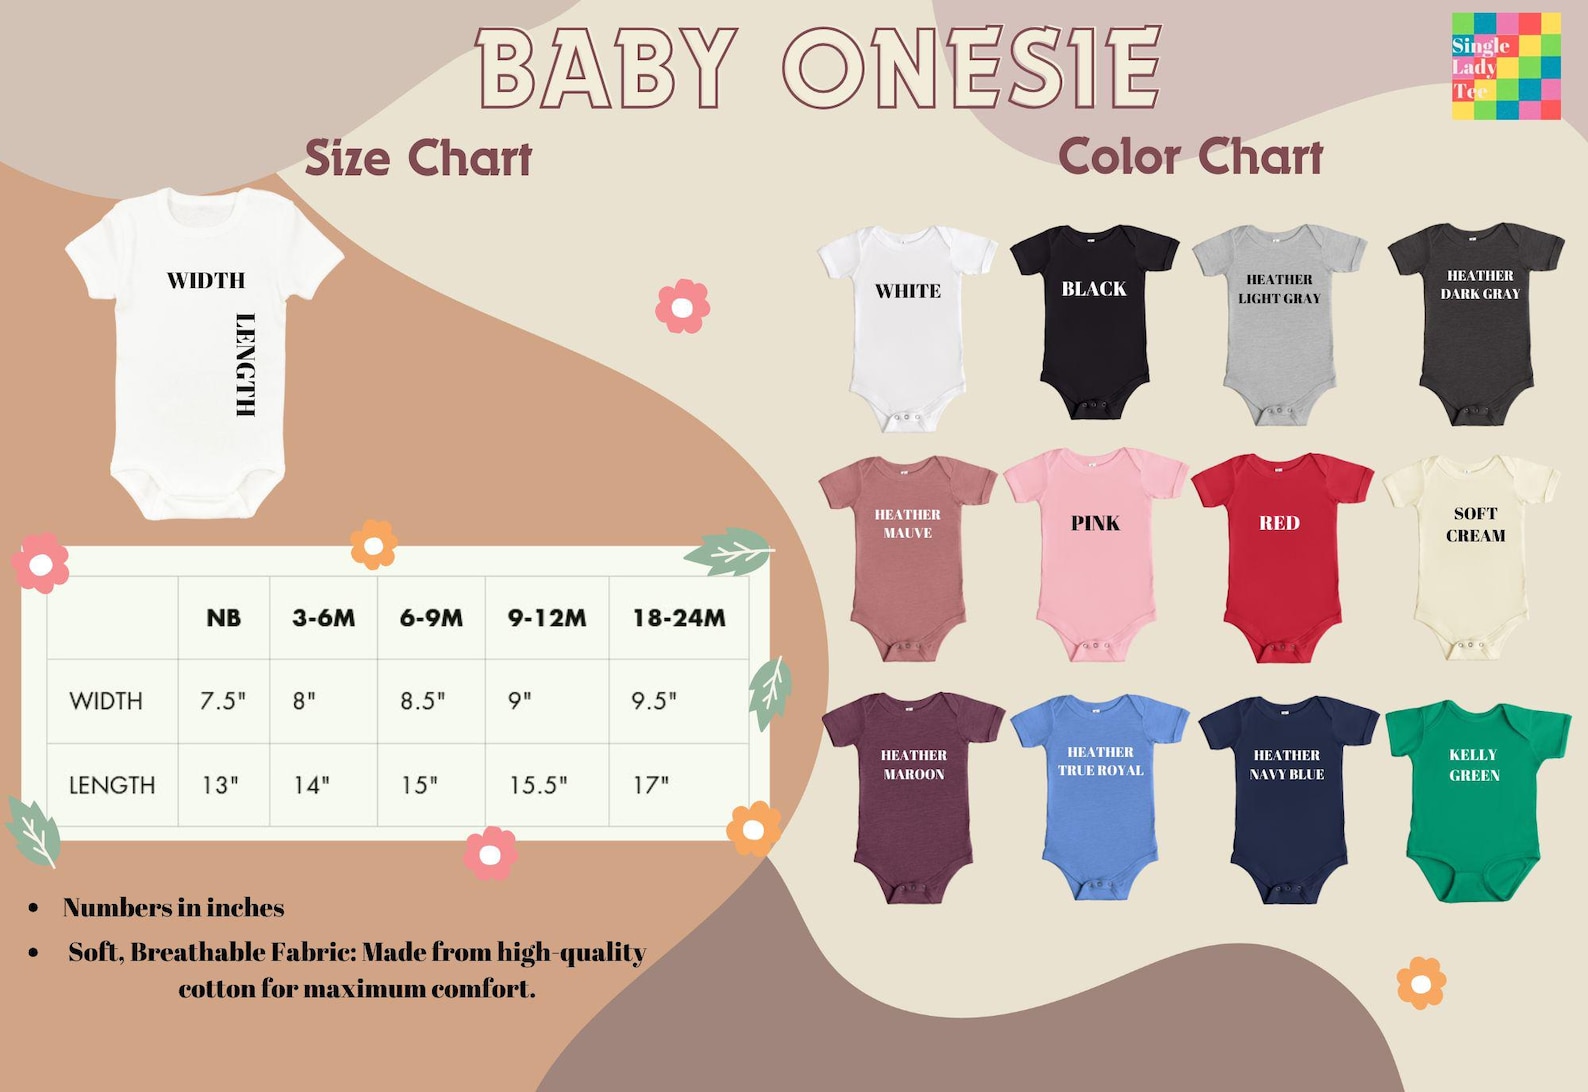 BABY ONESIE
Single
Lady
Tee
Size Chart
WIDTH
LENGTH
NB 3-6M 6-9M 9-12M 18-24M
WIDTH 7.5" 8" 8.5" 9" 9.5"
LENGTH 13" 14" 15" 15.5" 17"
• Numbers in inches
• Soft, Breathable Fabric: Made from high-quality
cotton for maximum comfort.
Color Chart
WHITE
BLACK
HEATHER
LIGHT GRAY
HEATHER
DARK GRAY
HEATHER
MAUVE
PINK
RED
SOFT
CREAM
HEATHER
MAROON
HEATHER
TRUE ROYAL
HEATHER
NAVY BLUE
KELLY
GREEN